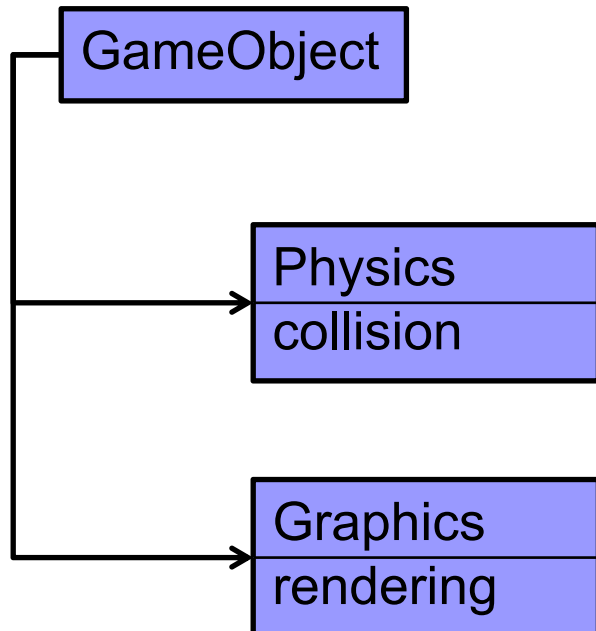 GameObject
Physics
collision
Graphics
rendering